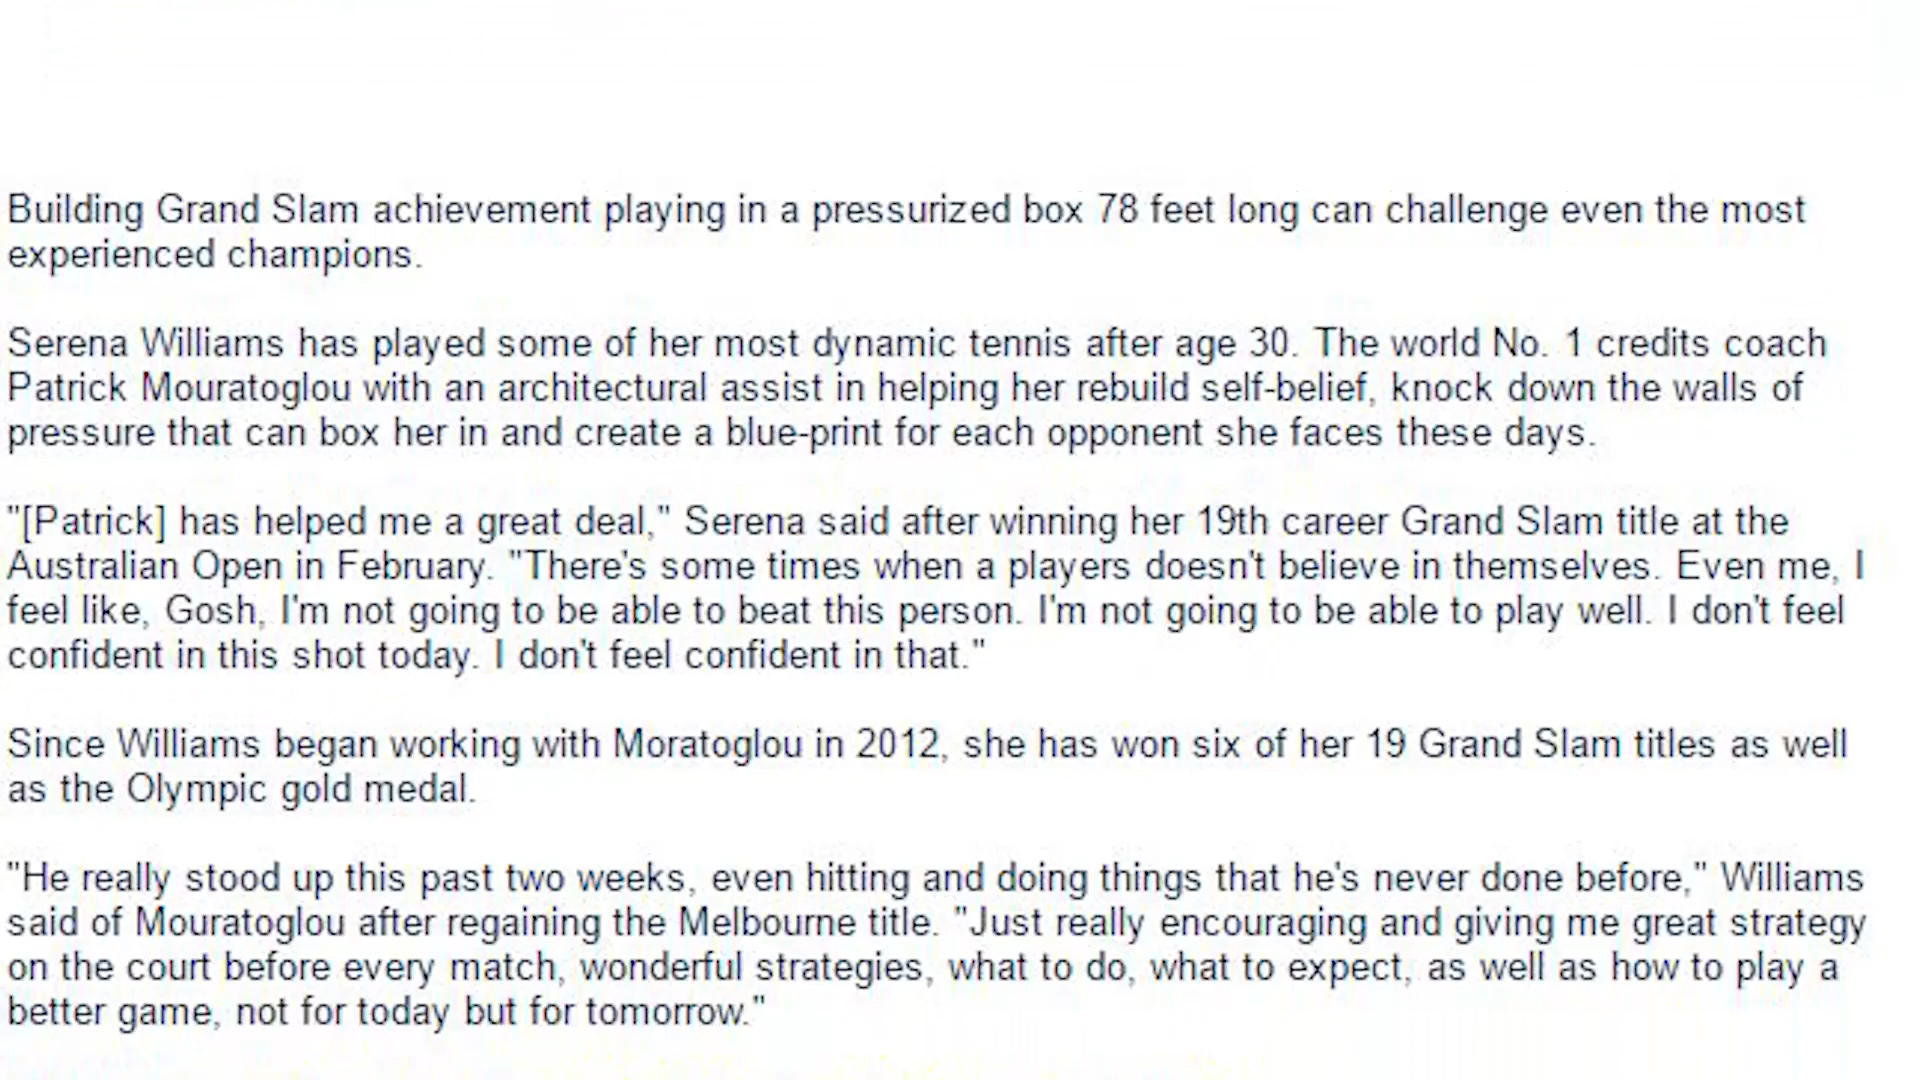 Building Grand Slam achievement playing in a pressurized box 78 feet long can challenge even the most
experienced champions.
Serena Williams has played some of her most dynamic tennis after age 30. The world No. 1 credits coach
Patrick Mouratoglou with an architectural assist in helping her rebuild self-belief, knock down the walls of
pressure that can box her in and create a blue-print for each opponent she faces these days.
"[Patrick] has helped me a great deal," Serena said after winning her 19th career Grand Slam title at the
Australian Open in February. "There's some times when a players doesn't believe in themselves. Even me, I
feel like, Gosh, I'm not going to be able to beat this person. I'm not going to be able to play well. I don't feel
confident in this shot today. I don't feel confident in that."
Since Williams began working with Moratoglou in 2012, she has won six of her 19 Grand Slam titles as well
as the Olympic gold medal.
"He really stood up this past two weeks, even hitting and doing things that he's never done before," Williams
said of Mouratoglou after regaining the Melbourne title. "Just really encouraging and giving me great strategy
on the court before every match, wonderful strategies, what to do, what to expect, as well as how to play a
better game, not for today but for tomorrow."